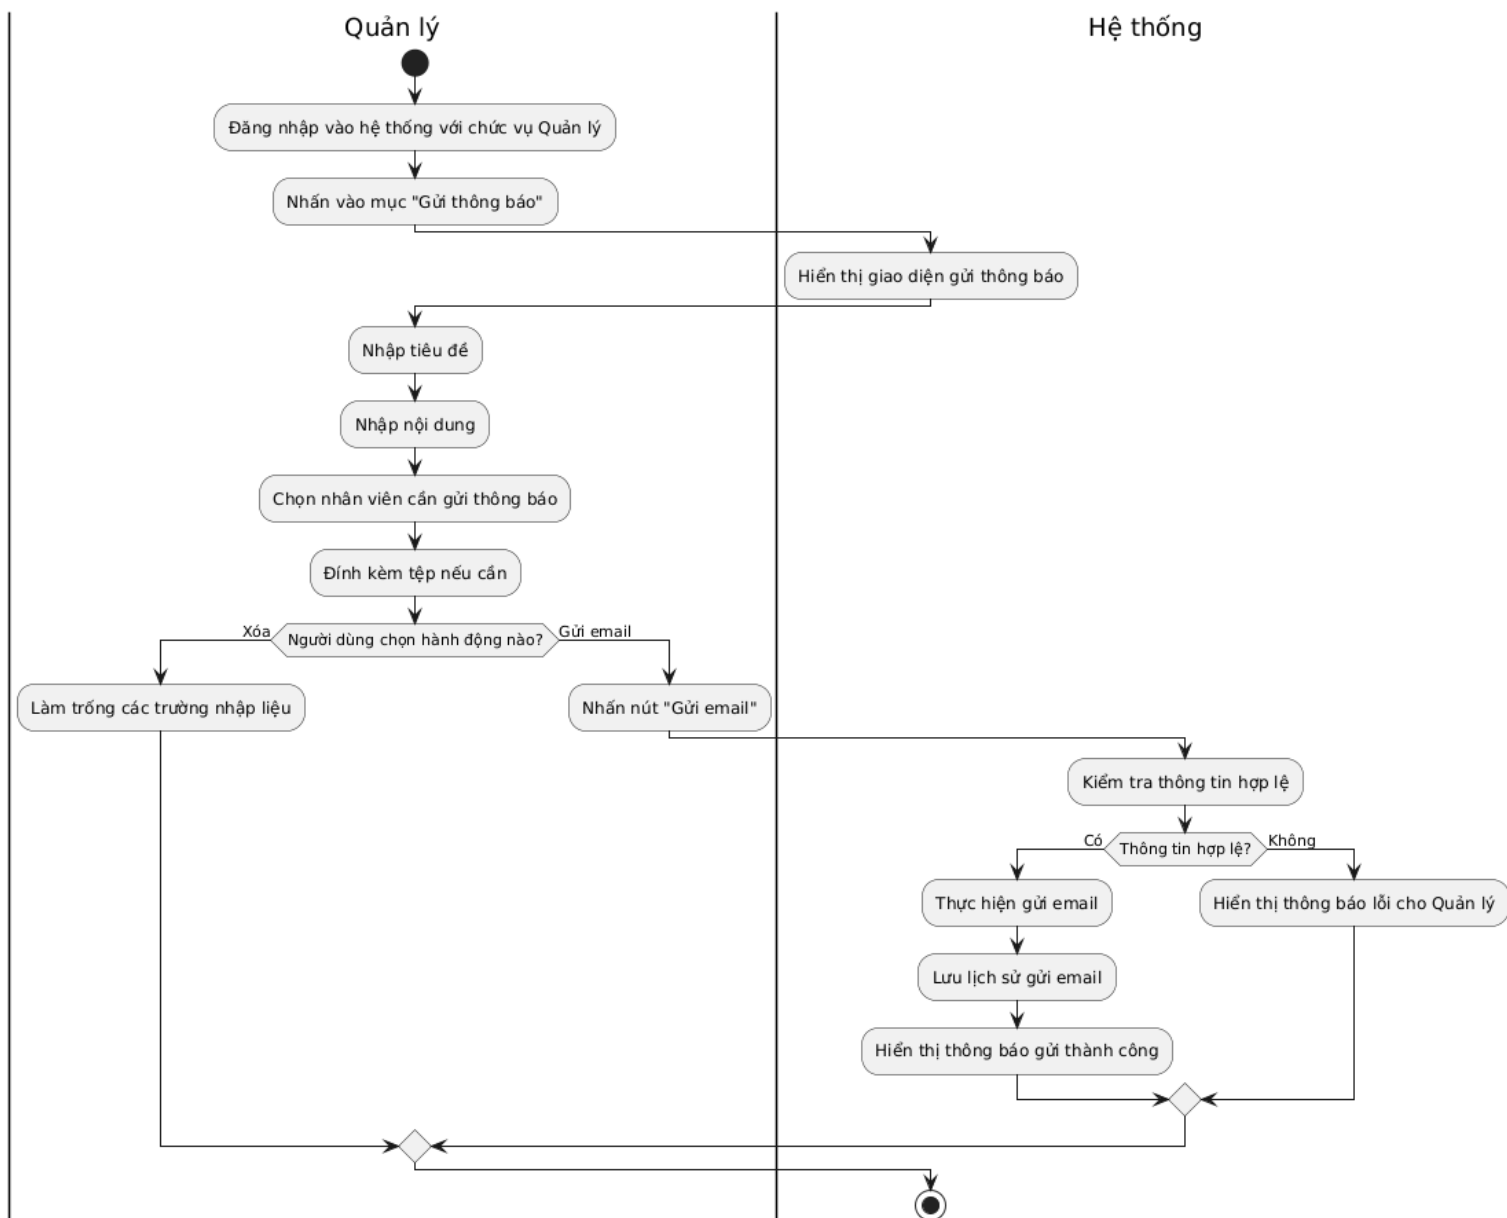 Quản lý
Hệ thống
Đăng nhập vào hệ thống với chức vụ Quản lý
Nhấn vào mục "Gửi thông báo"
Hiển thị giao diện gửi thông báo
Nhập tiêu đề
Nhập nội dung
Chọn nhân viên cần gửi thông báo
Đính kèm tệp nếu cần
Xóa
Người dùng chọn hành động nào?
Gửi email
Làm trống các trường nhập liệu
Nhấn nút "Gửi email"
Kiểm tra thông tin hợp lệ
Có
Thông tin hợp lệ?
Không
Thực hiện gửi email
Hiển thị thông báo lỗi cho Quản lý
Lưu lịch sử gửi email
Hiển thị thông báo gửi thành công